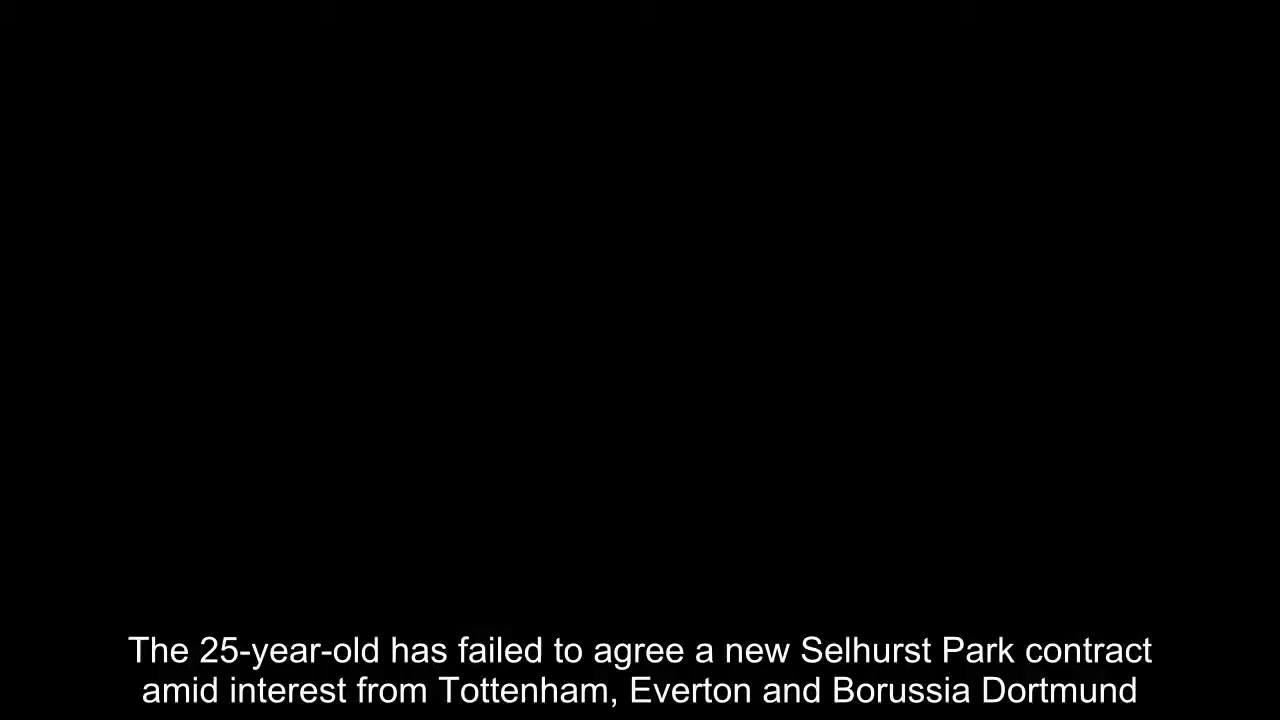 The 25-year-old has failed to agree a new Selhurst Park contract
amid interest from Tottenham, Everton and Borussia Dortmund